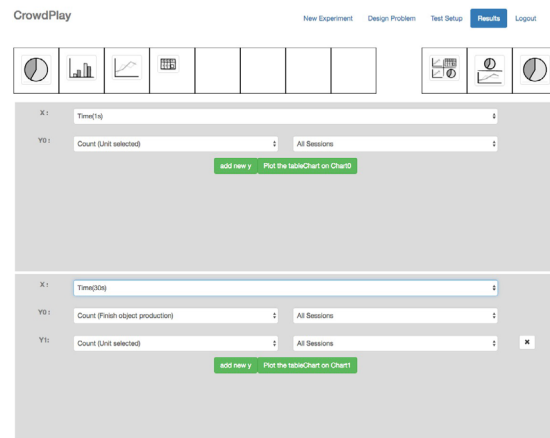 CrowdPlay
New Experiment Design Problem Test Setup Results Logout
X :
Time(1s)
Y0 :
Count (Unit selected)
All Sessions
add new y
Plot the tableChart on Chart0
X :
Time(30s)
Y0 :
Count (Finish object production)
All Sessions
Y1:
Count (Unit selected)
All Sessions
add new y
Plot the tableChart on Chart1